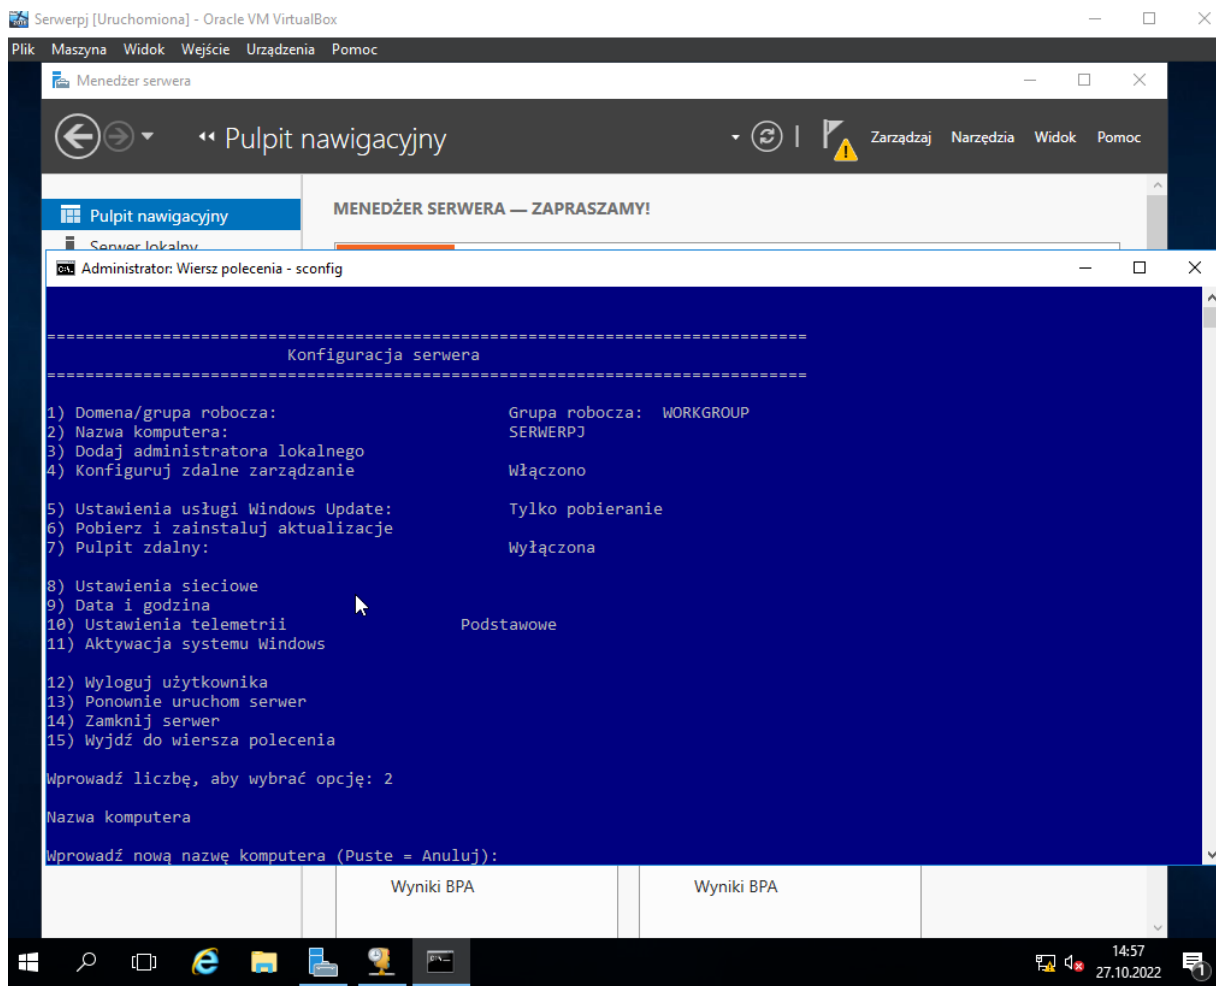 Serwerpj [Uruchomiona] - Oracle VM VirtualBox
Plik Maszyna Widok Wejście Urządzenia Pomoc
Menedżer serwera
Pulpit nawigacyjny
Zarządzaj Narzędzia Widok Pomoc
Pulpit nawigacyjny
MENEDŻER SERWERA — ZAPRASZAMY!
Serwer lokalny
Administrator: Wiersz polecenia - sconfig
===============================================================================
Konfiguracja serwera
===============================================================================
1) Domena/grupa robocza: Grupa robocza: WORKGROUP
2) Nazwa komputera: SERWERPJ
3) Dodaj administratora lokalnego
4) Konfiguruj zdalne zarządzanie Włączono
5) Ustawienia usługi Windows Update: Tylko pobieranie
6) Pobierz i zainstaluj aktualizacje
7) Pulpit zdalny: Wyłączona
8) Ustawienia sieciowe
9) Data i godzina
10) Ustawienia telemetrii Podstawowe
11) Aktywacja systemu Windows
12) Wyloguj użytkownika
13) Ponownie uruchom serwer
14) Zamknij serwer
15) Wyjdź do wiersza polecenia
Wprowadź liczbę, aby wybrać opcję: 2
Nazwa komputera
Wprowadź nową nazwę komputera (Puste = Anuluj):
Wyniki BPA Wyniki BPA
14:57
27.10.2022
1